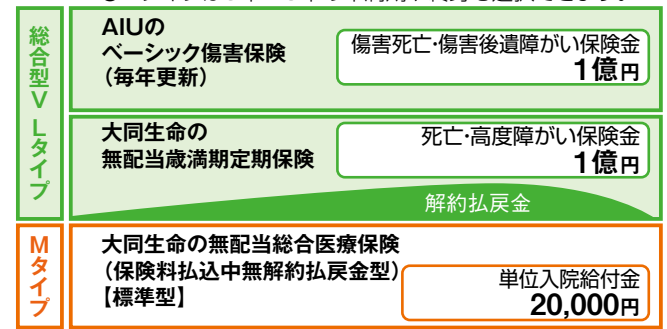 総合型V Lタイプ
AIUの
ベーシック傷害保険
（毎年更新）
傷害死亡・傷害後遺障がい保険金
1億円
大同生命の
無配当歳満期定期保険
死亡・高度障がい保険金
1億円
解約払戻金
Mタイプ
大同生命の無配当総合医療保険
（保険料払込中無解約払戻金型）
【標準型】
単位入院給付金
20,000円